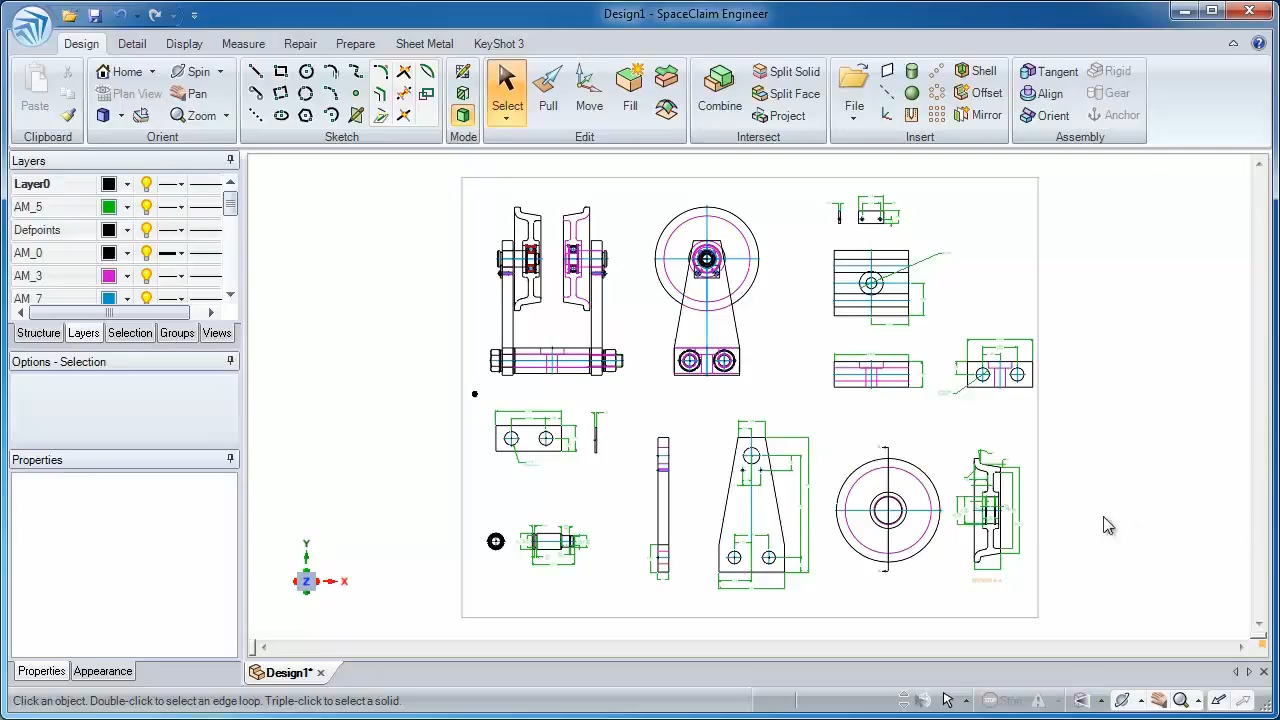 Design1 - SpaceClaim Engineer
Design Detail Display Measure Repair Prepare Sheet Metal KeyShot 3
Paste
Clipboard
Home Spin
Plan View Pan
Zoom
Orient
Sketch
Mode
Select Pull Move Fill
Edit
Combine
Split Solid
Split Face
Project
Intersect
File
Shell
Offset
Mirror
Insert
Tangent Rigid
Align Gear
Orient Anchor
Assembly
Layers
Layer0
AM_5
Defpoints
AM_0
AM_3
AM_7
Structure Layers Selection Groups Views
Options - Selection
Properties
Y
Z X
Properties Appearance
Design1*
Click an object. Double-click to select an edge loop. Triple-click to select a solid.
Start